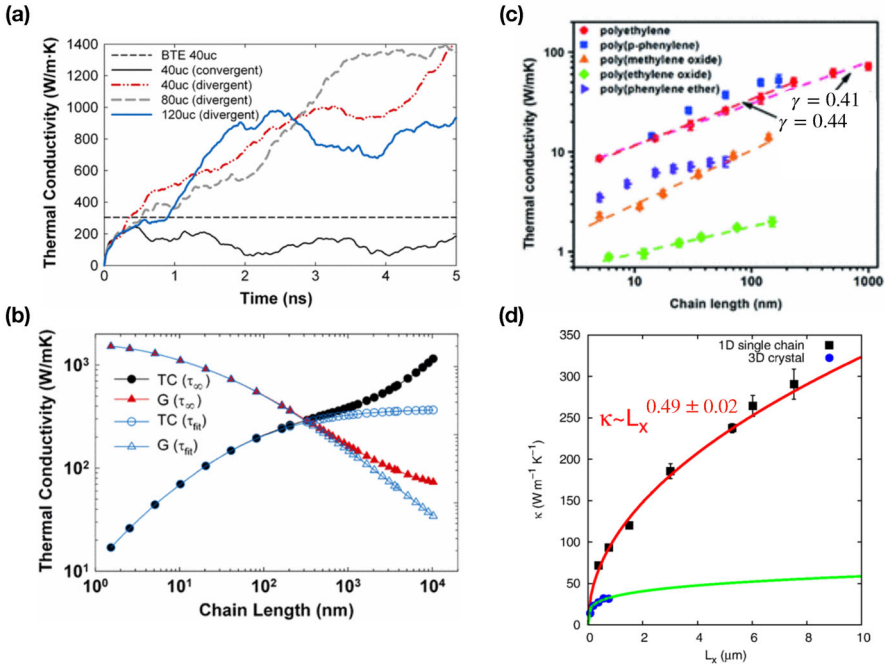 (a)
Thermal Conductivity (W/m·K)
1400
1200
1000
800
600
400
200
0
BTE 40uc
40uc (convergent)
40uc (divergent)
80uc (divergent)
120uc (divergent)
0 1 2 3 4 5
Time (ns)
(b)
Thermal Conductivity (W/mK)
10³
10²
10¹
TC (τ∞)
G (τ∞)
TC (τfit)
G (τfit)
10⁰ 10¹ 10² 10³ 10⁴
Chain Length (nm)
(c)
Thermal conductivity (W/mK)
100
10
1
polyethylene
poly(p-phenylene)
poly(methylene oxide)
poly(ethylene oxide)
poly(phenylene ether)
γ = 0.41
γ = 0.44
10 100 1000
Chain length (nm)
(d)
κ (W m⁻¹ K⁻¹)
350
300
250
200
150
100
50
0
1D single chain
3D crystal
κ~Lₓ 0.49 ± 0.02
0 2 4 6 8 10
Lₓ (μm)